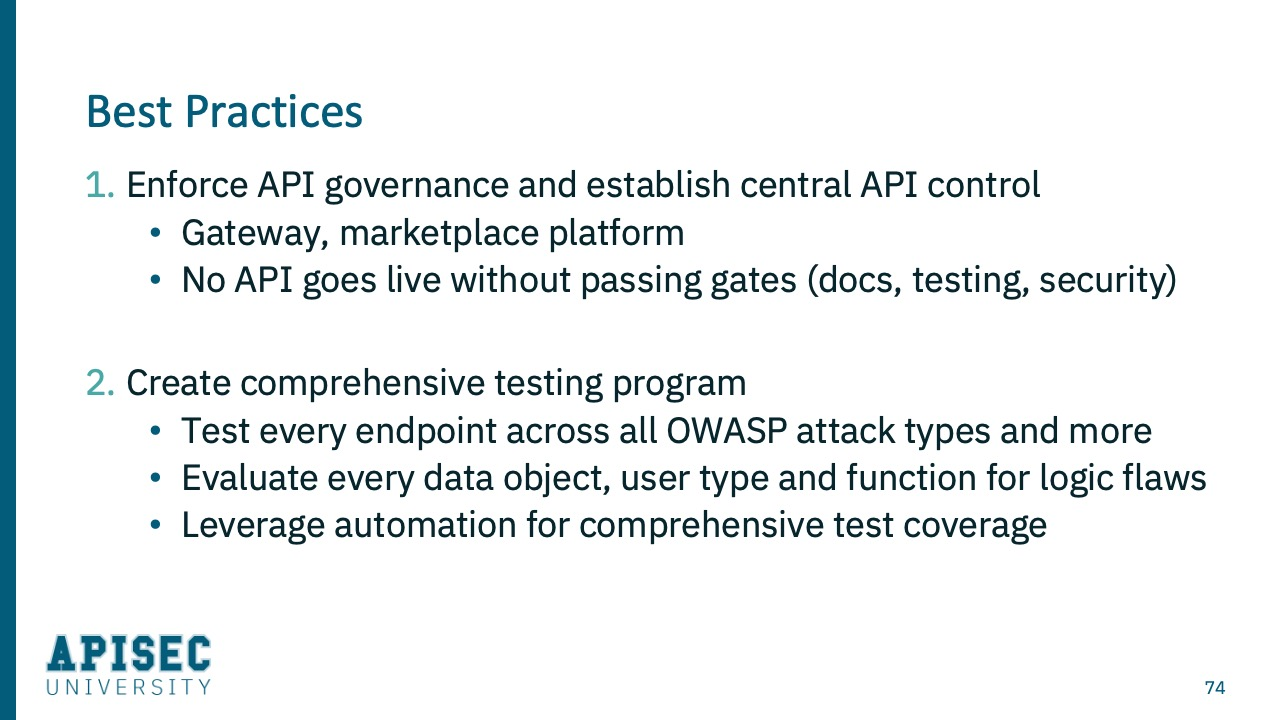 Best Practices
1. Enforce API governance and establish central API control
• Gateway, marketplace platform
• No API goes live without passing gates (docs, testing, security)
2. Create comprehensive testing program
• Test every endpoint across all OWASP attack types and more
• Evaluate every data object, user type and function for logic flaws
• Leverage automation for comprehensive test coverage
APISEC
UNIVERSITY
74